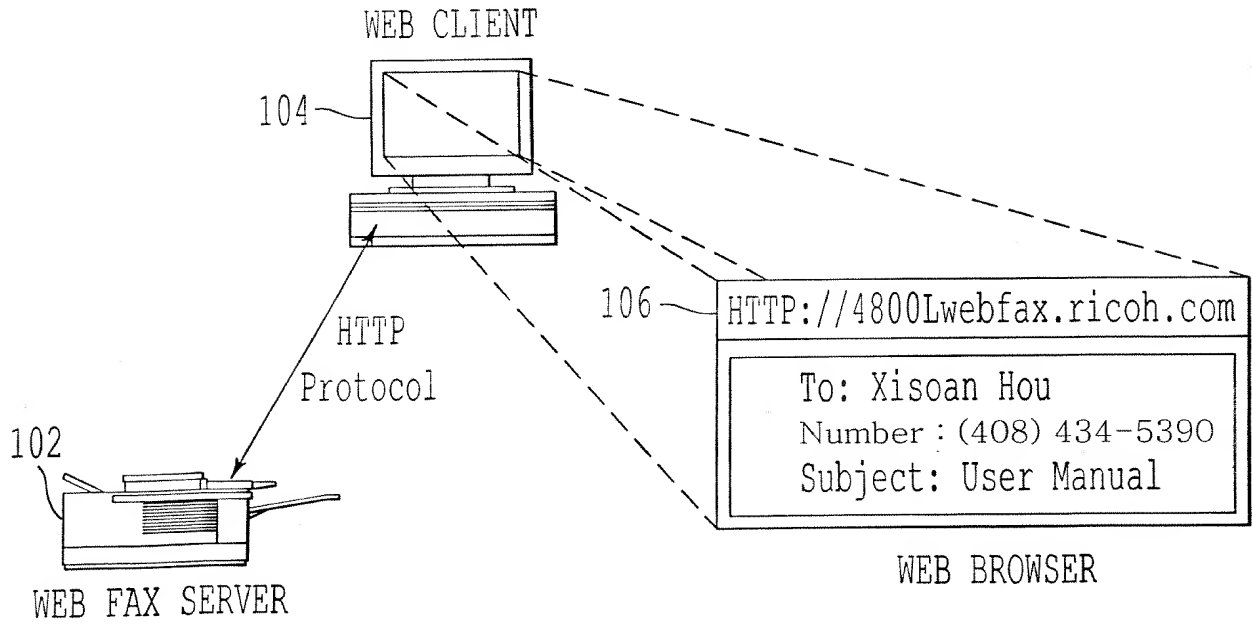 WEB CLIENT
104
106
HTTP://4800Lwebfax.ricoh.com
HTTP
Protocol
To: Xisoan Hou
Number : (408) 434-5390
Subject: User Manual
102
WEB BROWSER
WEB FAX SERVER